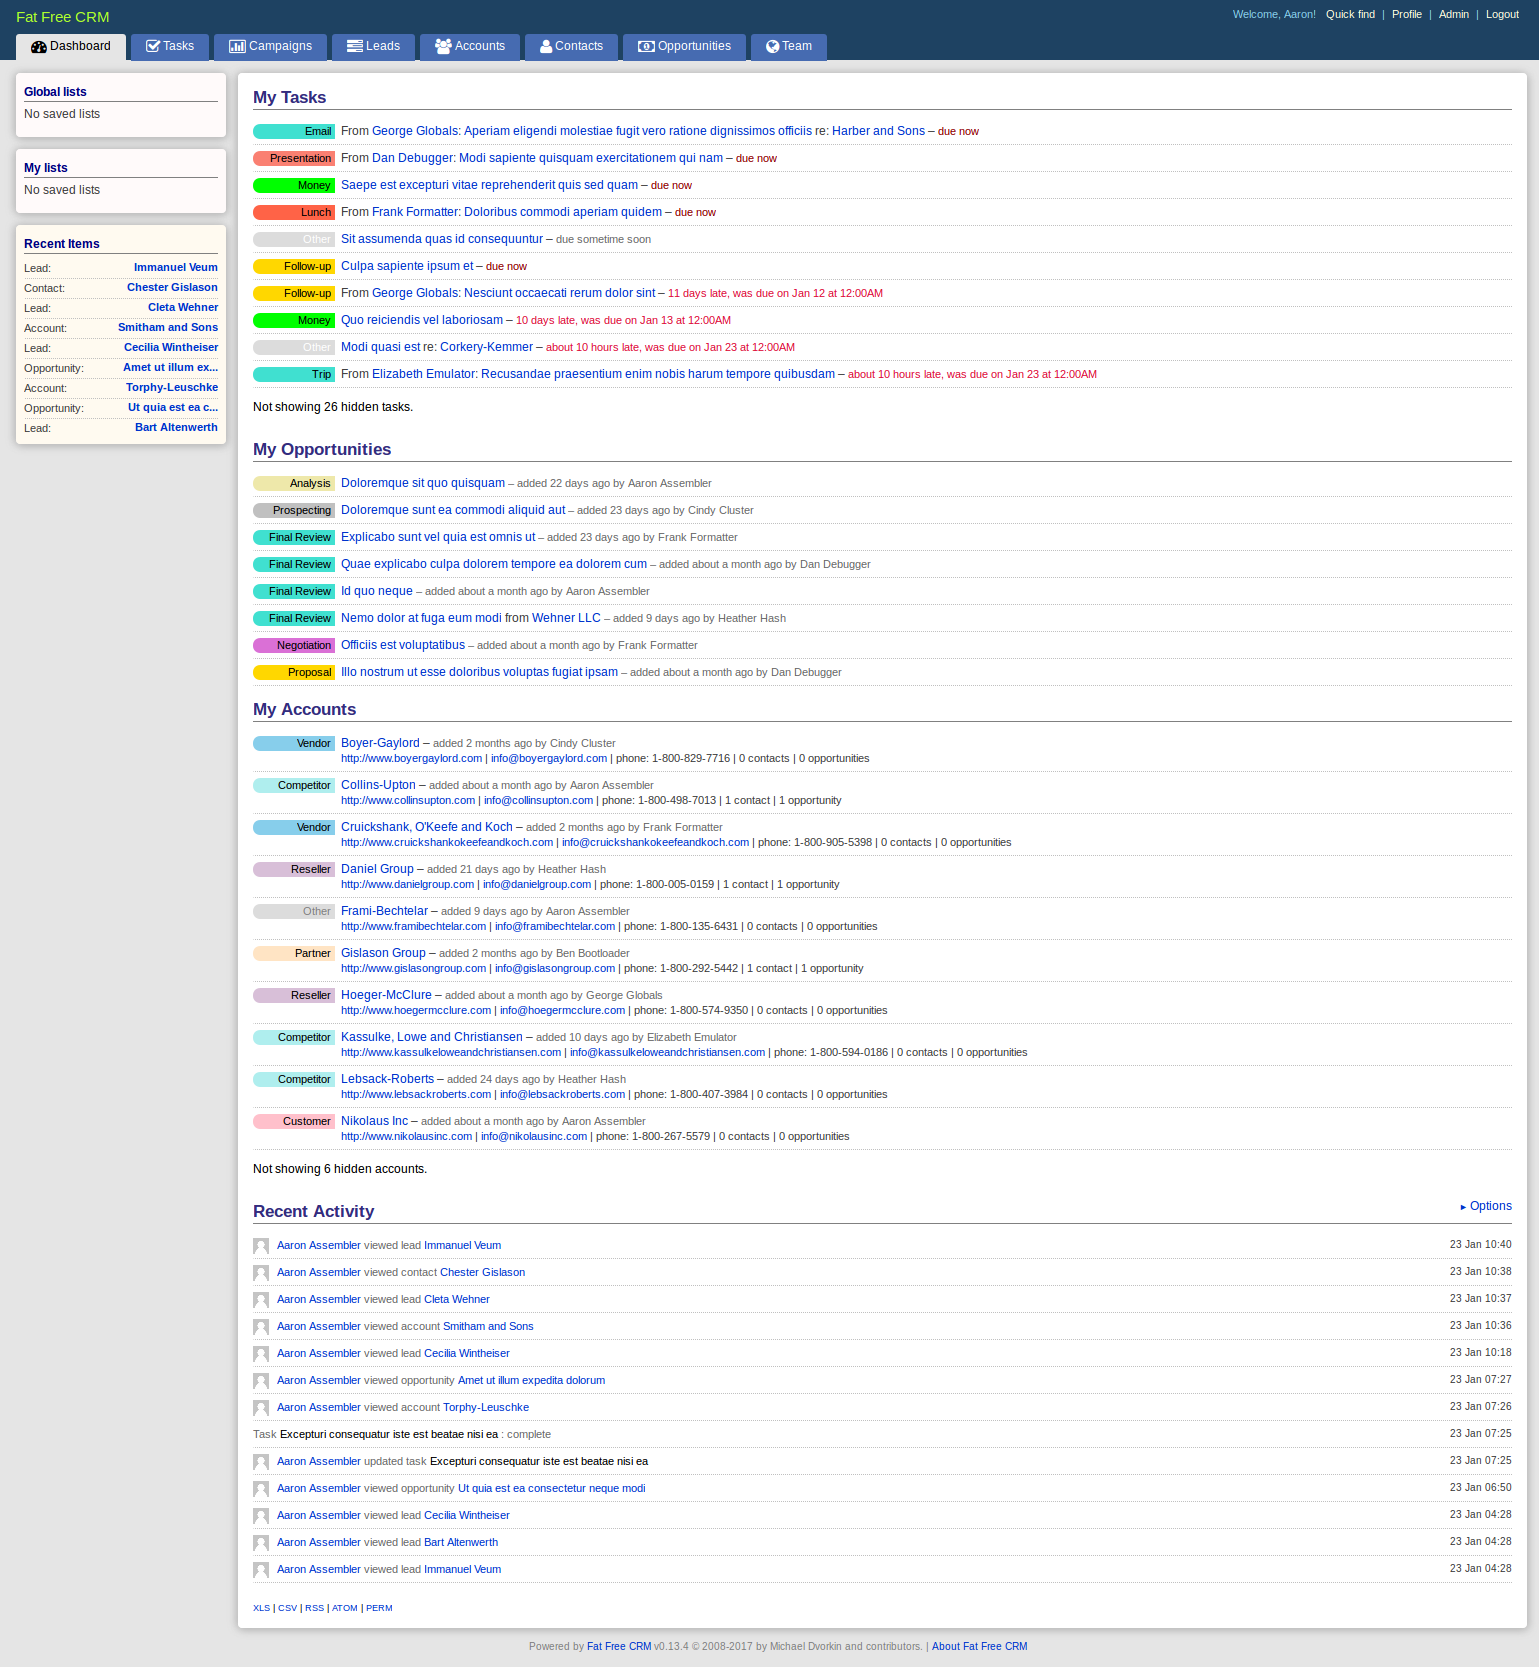 Fat Free CRM
Welcome, Aaron! Quick find | Profile | Admin | Logout
Dashboard Tasks Campaigns Leads Accounts Contacts Opportunities Team
Global lists
No saved lists
My lists
No saved lists
Recent Items
Lead: Immanuel Veum
Contact: Chester Gislason
Lead: Cleta Wehner
Account: Smitham and Sons
Lead: Cecilia Wintheiser
Opportunity: Amet ut illum ex...
Account: Torphy-Leuschke
Opportunity: Ut quia est ea c...
Lead: Bart Altenwerth
My Tasks
Email From George Globals: Aperiam eligendi molestiae fugit vero ratione dignissimos officiis re: Harber and Sons – due now
Presentation From Dan Debugger: Modi sapiente quisquam exercitationem qui nam – due now
Money Saepe est excepturi vitae reprehenderit quis sed quam – due now
Lunch From Frank Formatter: Doloribus commodi aperiam quidem – due now
Other Sit assumenda quas id consequuntur – due sometime soon
Follow-up Culpa sapiente ipsum et – due now
Follow-up From George Globals: Nesciunt occaecati rerum dolor sint – 11 days late, was due on Jan 12 at 12:00AM
Money Quo reiciendis vel laboriosam – 10 days late, was due on Jan 13 at 12:00AM
Other Modi quasi est re: Corkery-Kemmer – about 10 hours late, was due on Jan 23 at 12:00AM
Trip From Elizabeth Emulator: Recusandae praesentium enim nobis harum tempore quibusdam – about 10 hours late, was due on Jan 23 at 12:00AM
Not showing 26 hidden tasks.
My Opportunities
Analysis Doloremque sit quo quisquam – added 22 days ago by Aaron Assembler
Prospecting Doloremque sunt ea commodi aliquid aut – added 23 days ago by Cindy Cluster
Final Review Explicabo sunt vel quia est omnis ut – added 23 days ago by Frank Formatter
Final Review Quae explicabo culpa dolorem tempore ea dolorem cum – added about a month ago by Dan Debugger
Final Review Id quo neque – added about a month ago by Aaron Assembler
Final Review Nemo dolor at fuga eum modi from Wehner LLC – added 9 days ago by Heather Hash
Negotiation Officiis est voluptatibus – added about a month ago by Frank Formatter
Proposal Illo nostrum ut esse doloribus voluptas fugiat ipsam – added about a month ago by Dan Debugger
My Accounts
Vendor Boyer-Gaylord – added 2 months ago by Cindy Cluster
http://www.boyergaylord.com | info@boyergaylord.com | phone: 1-800-829-7716 | 0 contacts | 0 opportunities
Competitor Collins-Upton – added about a month ago by Aaron Assembler
http://www.collinsupton.com | info@collinsupton.com | phone: 1-800-498-7013 | 1 contact | 1 opportunity
Vendor Cruickshank, O'Keefe and Koch – added 2 months ago by Frank Formatter
http://www.cruickshankokeefeandkoch.com | info@cruickshankokeefeandkoch.com | phone: 1-800-905-5398 | 0 contacts | 0 opportunities
Reseller Daniel Group – added 21 days ago by Heather Hash
http://www.danielgroup.com | info@danielgroup.com | phone: 1-800-005-0159 | 1 contact | 1 opportunity
Other Frami-Bechtelar – added 9 days ago by Aaron Assembler
http://www.framibechtelar.com | info@framibechtelar.com | phone: 1-800-135-6431 | 0 contacts | 0 opportunities
Partner Gislason Group – added 2 months ago by Ben Bootloader
http://www.gislasongroup.com | info@gislasongroup.com | phone: 1-800-292-5442 | 1 contact | 1 opportunity
Reseller Hoeger-McClure – added about a month ago by George Globals
http://www.hoegermcclure.com | info@hoegermcclure.com | phone: 1-800-574-9350 | 0 contacts | 0 opportunities
Competitor Kassulke, Lowe and Christiansen – added 10 days ago by Elizabeth Emulator
http://www.kassulkeloweandchristiansen.com | info@kassulkeloweandchristiansen.com | phone: 1-800-594-0186 | 0 contacts | 0 opportunities
Competitor Lebsack-Roberts – added 24 days ago by Heather Hash
http://www.lebsackroberts.com | info@lebsackroberts.com | phone: 1-800-407-3984 | 0 contacts | 0 opportunities
Customer Nikolaus Inc – added about a month ago by Aaron Assembler
http://www.nikolausinc.com | info@nikolausinc.com | phone: 1-800-267-5579 | 0 contacts | 0 opportunities
Not showing 6 hidden accounts.
Recent Activity ► Options
Aaron Assembler viewed lead Immanuel Veum 23 Jan 10:40
Aaron Assembler viewed contact Chester Gislason 23 Jan 10:38
Aaron Assembler viewed lead Cleta Wehner 23 Jan 10:37
Aaron Assembler viewed account Smitham and Sons 23 Jan 10:36
Aaron Assembler viewed lead Cecilia Wintheiser 23 Jan 10:18
Aaron Assembler viewed opportunity Amet ut illum expedita dolorum 23 Jan 07:27
Aaron Assembler viewed account Torphy-Leuschke 23 Jan 07:26
Task Excepturi consequatur iste est beatae nisi ea : complete 23 Jan 07:25
Aaron Assembler updated task Excepturi consequatur iste est beatae nisi ea 23 Jan 07:25
Aaron Assembler viewed opportunity Ut quia est ea consectetur neque modi 23 Jan 06:50
Aaron Assembler viewed lead Cecilia Wintheiser 23 Jan 04:28
Aaron Assembler viewed lead Bart Altenwerth 23 Jan 04:28
Aaron Assembler viewed lead Immanuel Veum 23 Jan 04:28
XLS | CSV | RSS | ATOM | PERM
Powered by Fat Free CRM v0.13.4 © 2008-2017 by Michael Dvorkin and contributors. | About Fat Free CRM